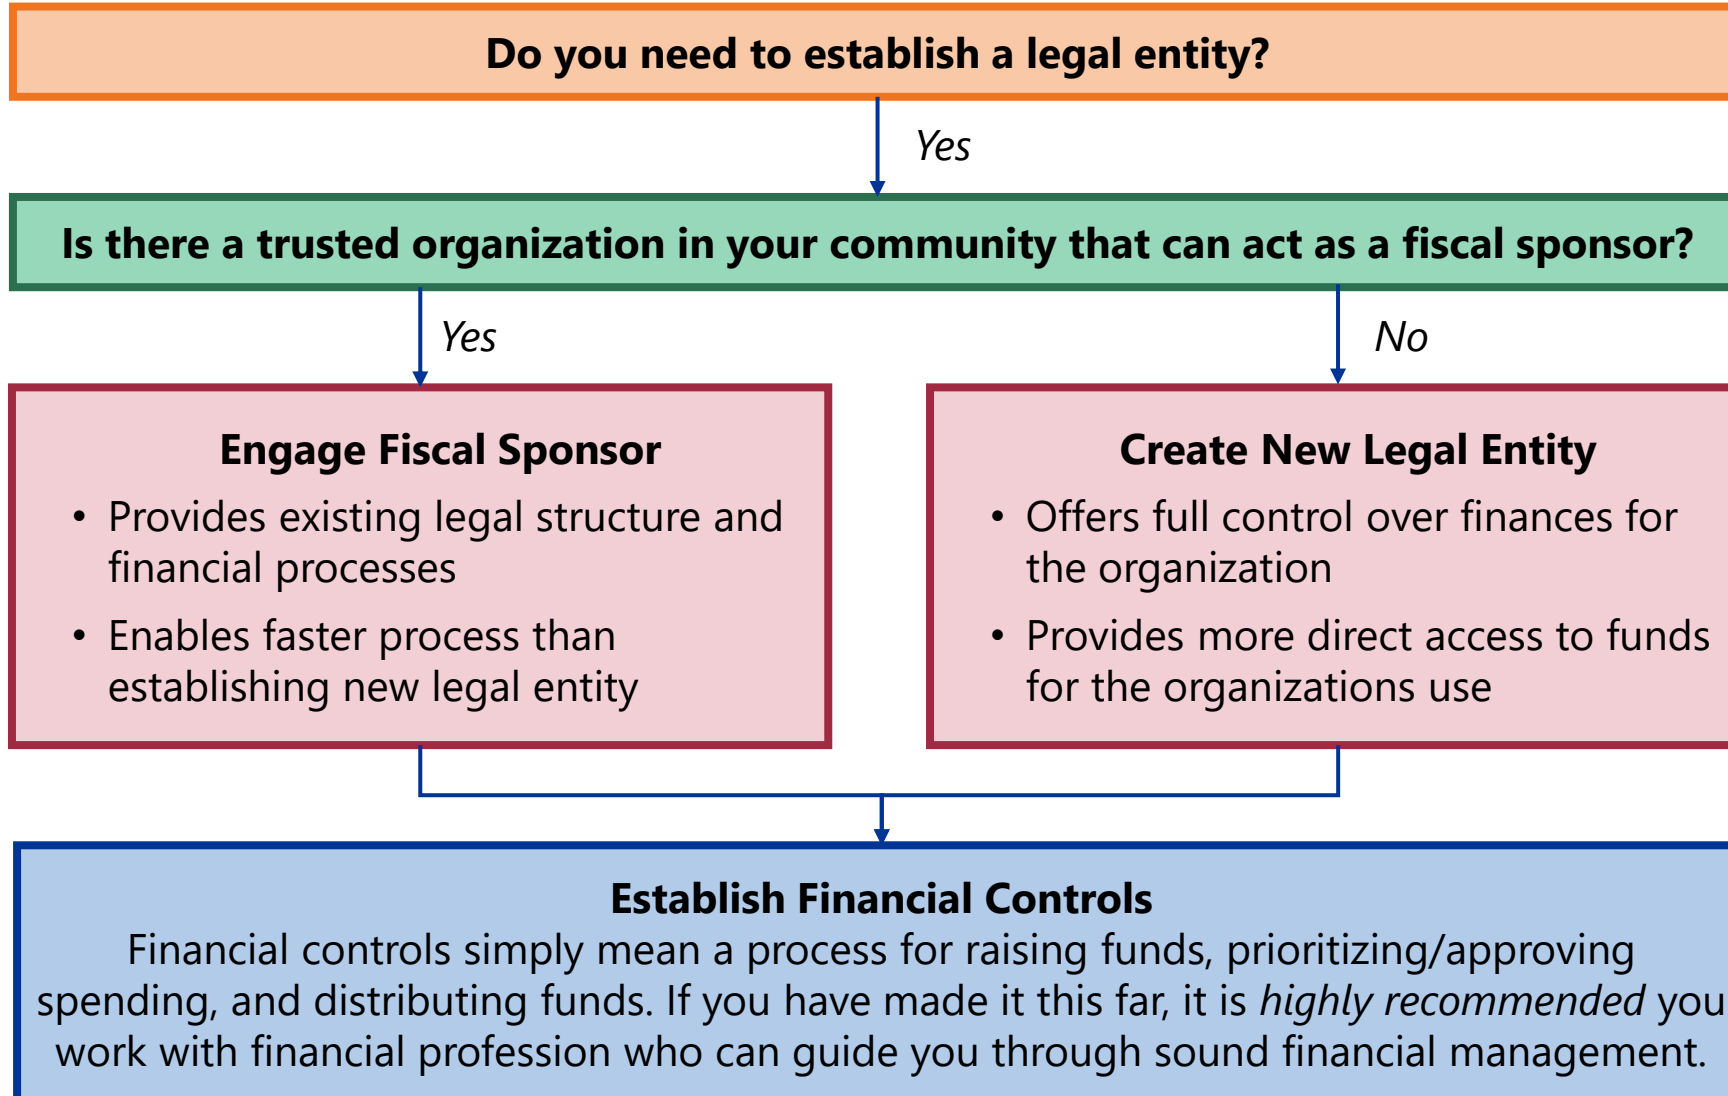 Do you need to establish a legal entity?
Yes
Is there a trusted organization in your community that can act as a fiscal sponsor?
Yes
No
Engage Fiscal Sponsor
• Provides existing legal structure and
financial processes
• Enables faster process than
establishing new legal entity
Create New Legal Entity
• Offers full control over finances for
the organization
• Provides more direct access to funds
for the organizations use
Establish Financial Controls
Financial controls simply mean a process for raising funds, prioritizing/approving
spending, and distributing funds. If you have made it this far, it is highly recommended you
work with financial profession who can guide you through sound financial management.